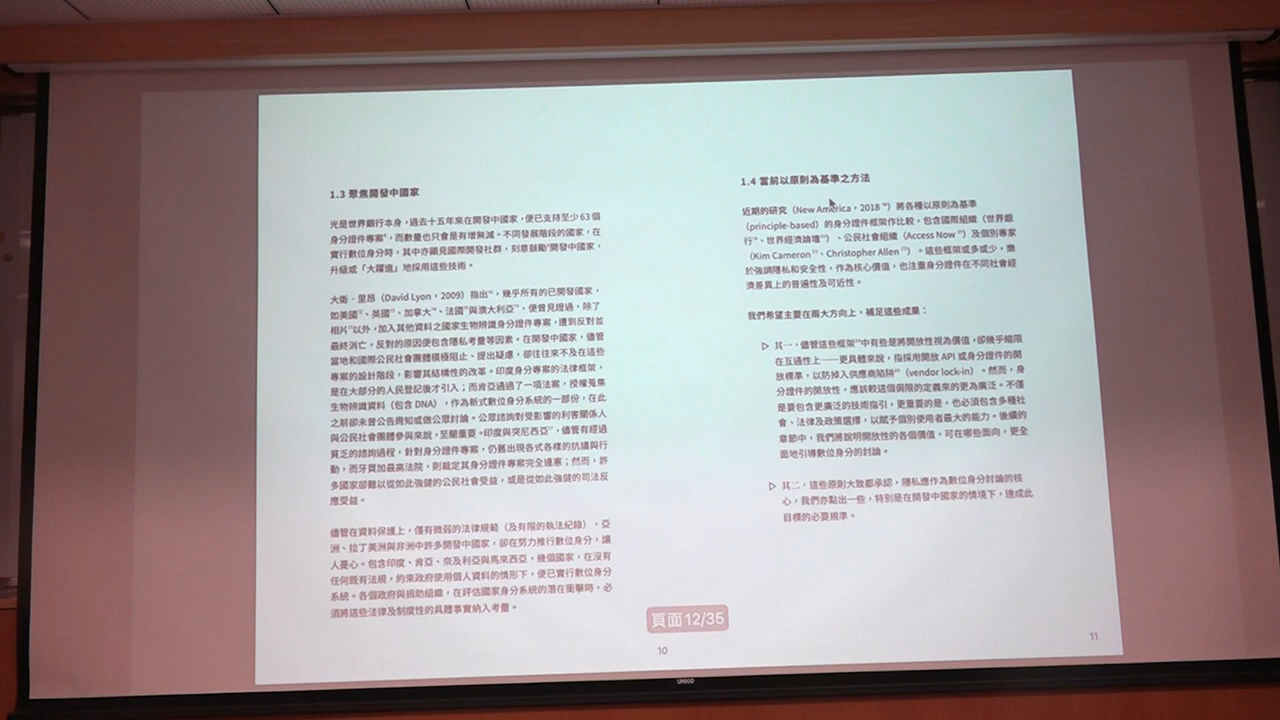 1.3 聚焦開發中國家
光是世界銀行本身，過去十五年來在開發中國家，便已支持至少 63 個
身分證件專案，而數量也只會是有增無減。不同發展階段的國家，在
實行數位身分時，其中亦顯見國際開發社群，刻意鼓勵開發中國家，
升級或「大躍進」地採用這些技術。
大衛．里昂（David Lyon，2009）指出，幾乎所有的已開發國家，
如美國、英國、加拿大、法國與澳大利亞，便曾見證過，除了
相片以外，加入其他資料之國家生物辨識身分證件專案，遭到反對並
最終消亡，反對的原因便包含隱私考量等因素。在開發中國家，儘管
當地和國際公民社會團體積極阻止、提出疑慮，卻往往來不及在這些
專案的設計階段，影響其結構性的改革。印度身分專案的法律框架，
是在大部分的人民登記後才引入；而肯亞通過了一項法案，授權蒐集
生物辨識資料（包含 DNA），作為新式數位身分系統的一部份，在此
之前卻未曾公告周知或做公眾討論。公眾諮詢對受影響的利害關係人
與公民社會團體參與來說，至關重要。印度與突尼西亞，儘管有經過
貧乏的諮詢過程，針對身分證件專案，仍舊出現各式各樣的抗議與行
動，而牙買加最高法院，則裁定其身分證件專案完全違憲；然而，許
多國家卻難以從如此強健的公民社會受益，或是從如此強健的司法反
應受益。
儘管在資料保護上，僅有微弱的法律規範（及有限的執法紀錄），亞
洲、拉丁美洲與非洲中許多開發中國家，卻在努力推行數位身分，讓
人憂心。包含印度、肯亞、奈及利亞與馬來西亞，幾個國家，在沒有
任何既有法規，約束政府使用個人資料的情形下，便已實行數位身分
系統。各個政府與捐助組織，在評估國家身分系統的潛在衝擊時，必
須將這些法律及制度性的具體事實納入考量。
10
1.4 當前以原則為基準之方法
近期的研究（New America，2018）將各種以原則為基準
（principle-based）的身分證件框架作比較，包含國際組織（世界銀
行、世界經濟論壇）、公民社會組織（Access Now）及個別專家
（Kim Cameron、Christopher Allen）。這些框架或多或少，樂
於強調隱私和安全性，作為核心價值，也注重身分證件在不同社會經
濟差異上的普遍性及可近性。
我們希望主要在兩大方向上，補足這些成果：
▷ 其一，儘管這些框架中有些是將開放性視為價值，卻幾乎縮限
在互通性上——更具體來說，指採用開放 API 或身分證件的開
放標準，以防掉入供應商陷阱（vendor lock-in）。然而，身
分證件的開放性，應該較這個侷限的定義來的更為廣泛。不僅
是要包含更廣泛的技術指引，更重要的是，也必須包含多種社
會、法律及政策選擇，以賦予個別使用者最大的能力。後續的
章節中，我們將說明開放性的各個價值，可在哪些面向，更全
面地引導數位身分的討論。
▷ 其二，這些原則大致都承認，隱私應作為數位身分討論的核
心，我們亦點出一些，特別是在開發中國家的情境下，達成此
目標的必要規準。
11
頁面 12/35